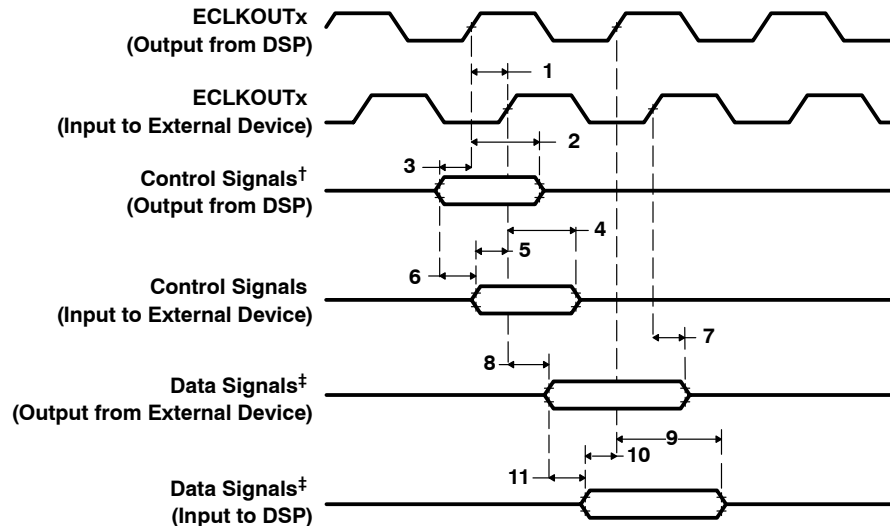 ECLKOUTx
(Output from DSP)
1
ECLKOUTx
(Input to External Device)
2
3
Control Signals†
(Output from DSP)
4
5
6
Control Signals
(Input to External Device)
7
8
Data Signals‡
(Output from External Device)
9
10
11
Data Signals‡
(Input to DSP)